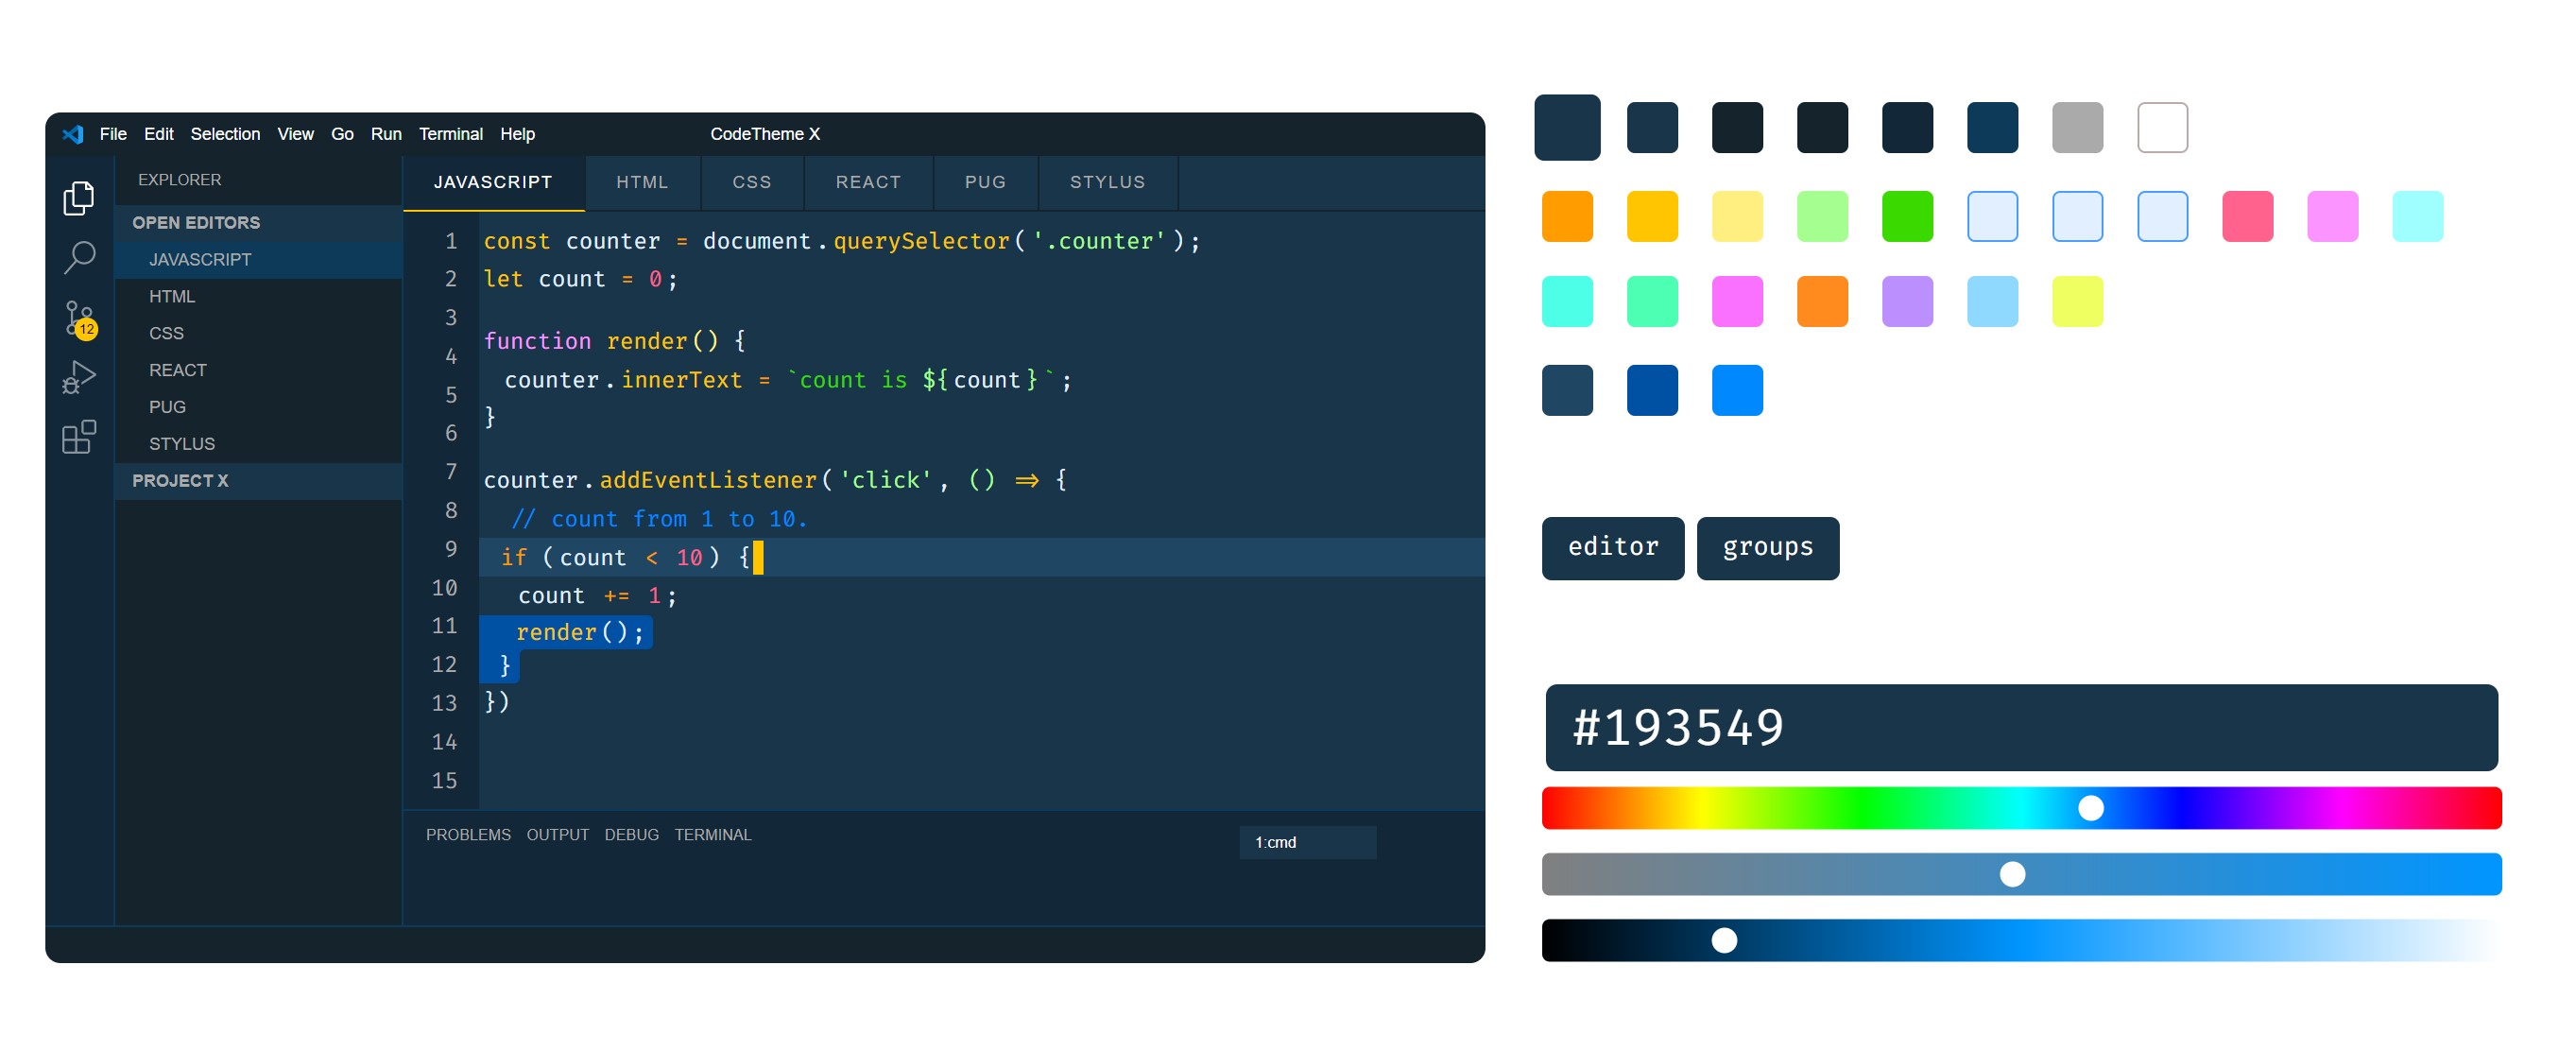 File Edit Selection View Go Run Terminal Help CodeTheme X
EXPLORER
OPEN EDITORS
JAVASCRIPT
HTML
CSS
REACT
PUG
STYLUS
PROJECT X
12
JAVASCRIPT HTML CSS REACT PUG STYLUS
1 const counter = document.querySelector('.counter');
2 let count = 0;
3
function render() {
4
counter.innerText = `count is ${count}`;
5
}
6
7 counter.addEventListener('click', () => {
8 // count from 1 to 10.
9 if (count < 10) {
10 count += 1;
11 render();
12 }
13 })
14
15
PROBLEMS OUTPUT DEBUG TERMINAL 1:cmd
editor groups
#193549